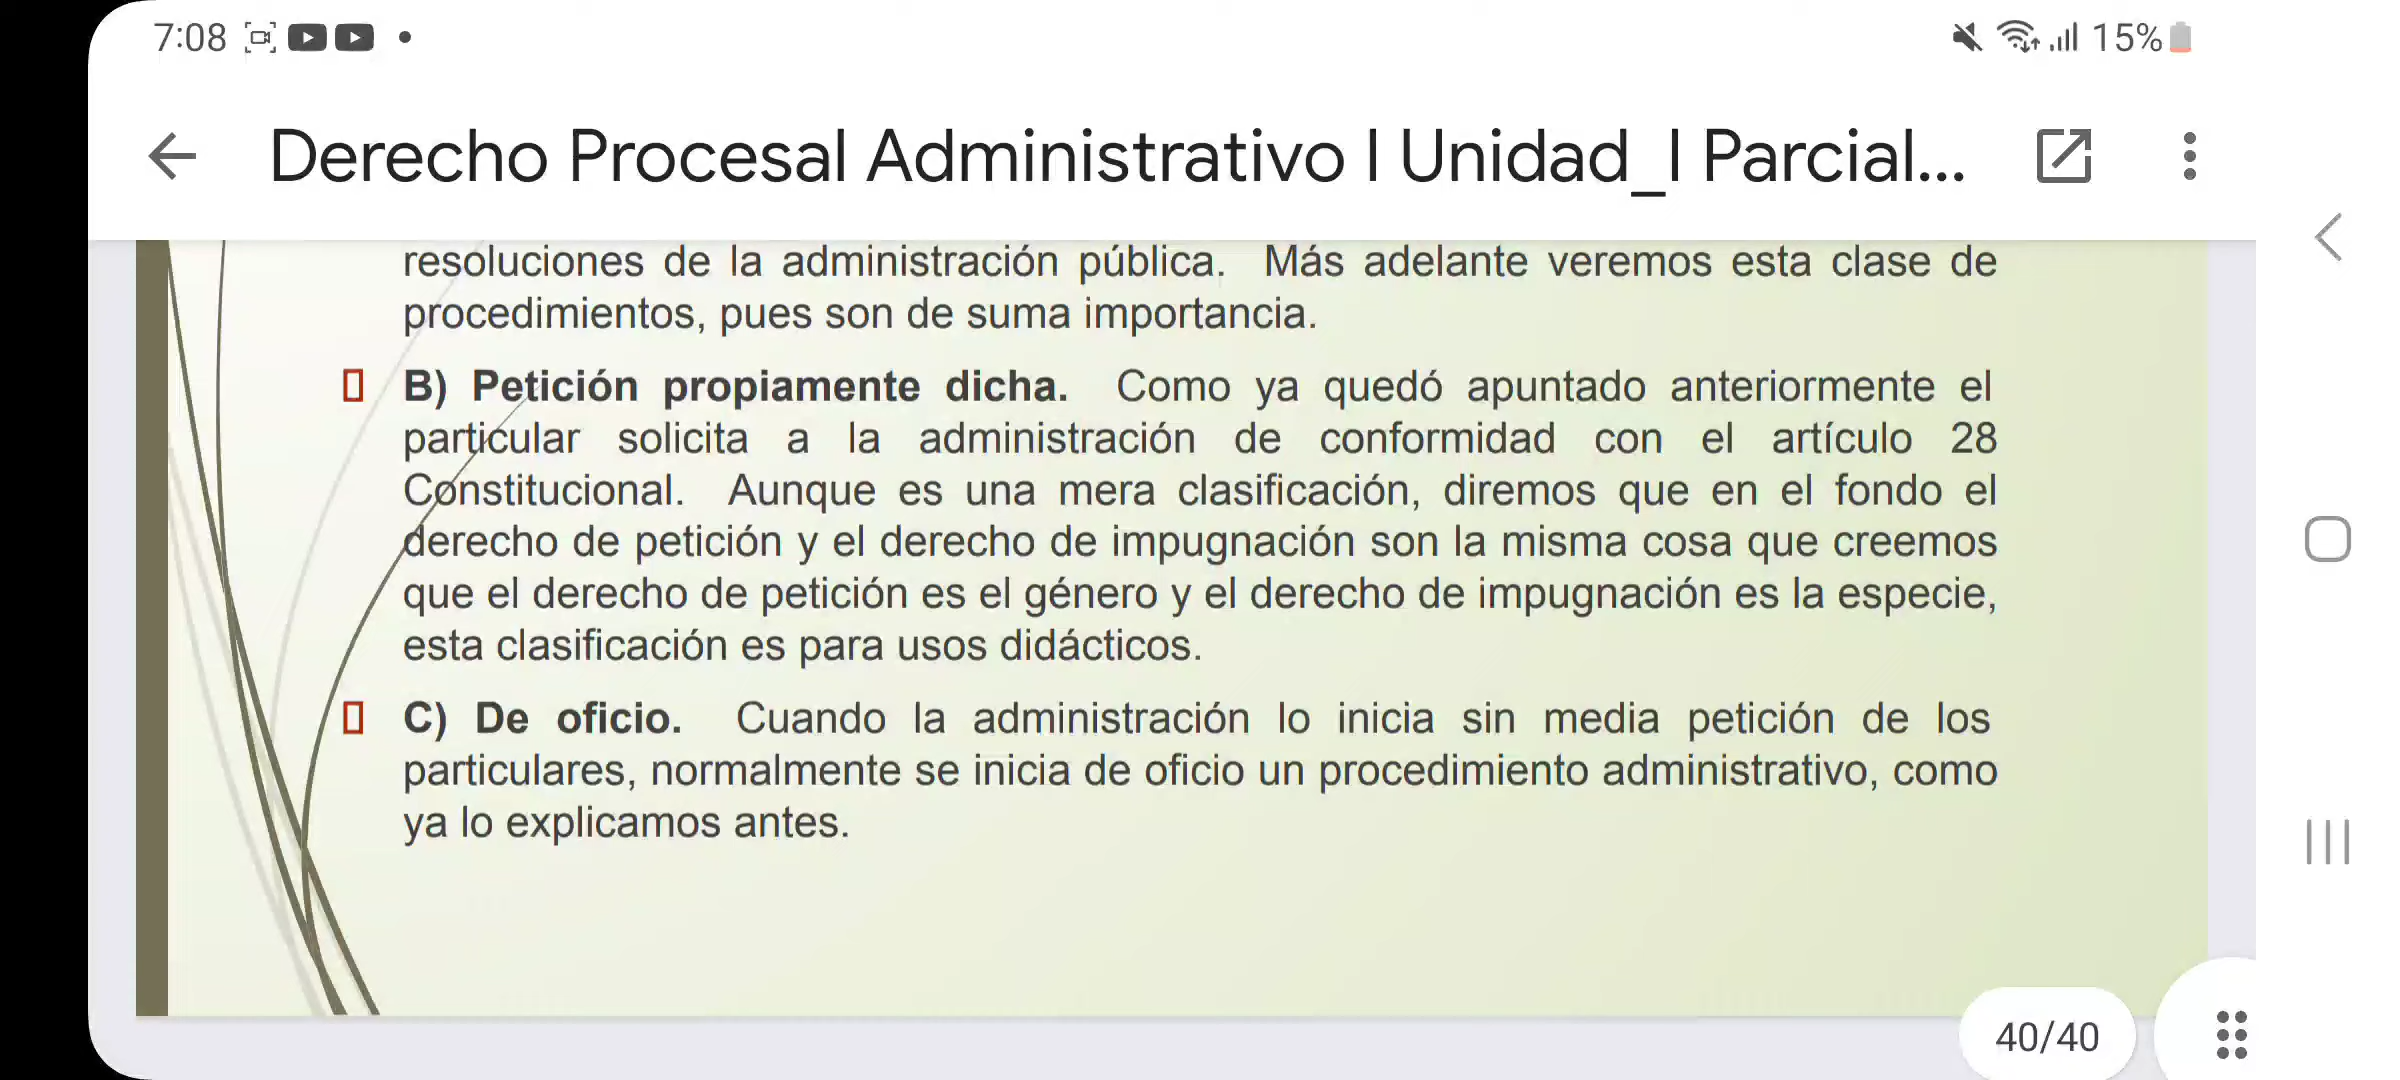 7:08
15%
Derecho Procesal Administrativo I Unidad_I Parcial...
resoluciones de la administración pública. Más adelante veremos esta clase de
procedimientos, pues son de suma importancia.
B) Petición propiamente dicha. Como ya quedó apuntado anteriormente el
particular solicita a la administración de conformidad con el artículo 28
Constitucional. Aunque es una mera clasificación, diremos que en el fondo el
derecho de petición y el derecho de impugnación son la misma cosa que creemos
que el derecho de petición es el género y el derecho de impugnación es la especie,
esta clasificación es para usos didácticos.
C) De oficio. Cuando la administración lo inicia sin media petición de los
particulares, normalmente se inicia de oficio un procedimiento administrativo, como
ya lo explicamos antes.
40/40